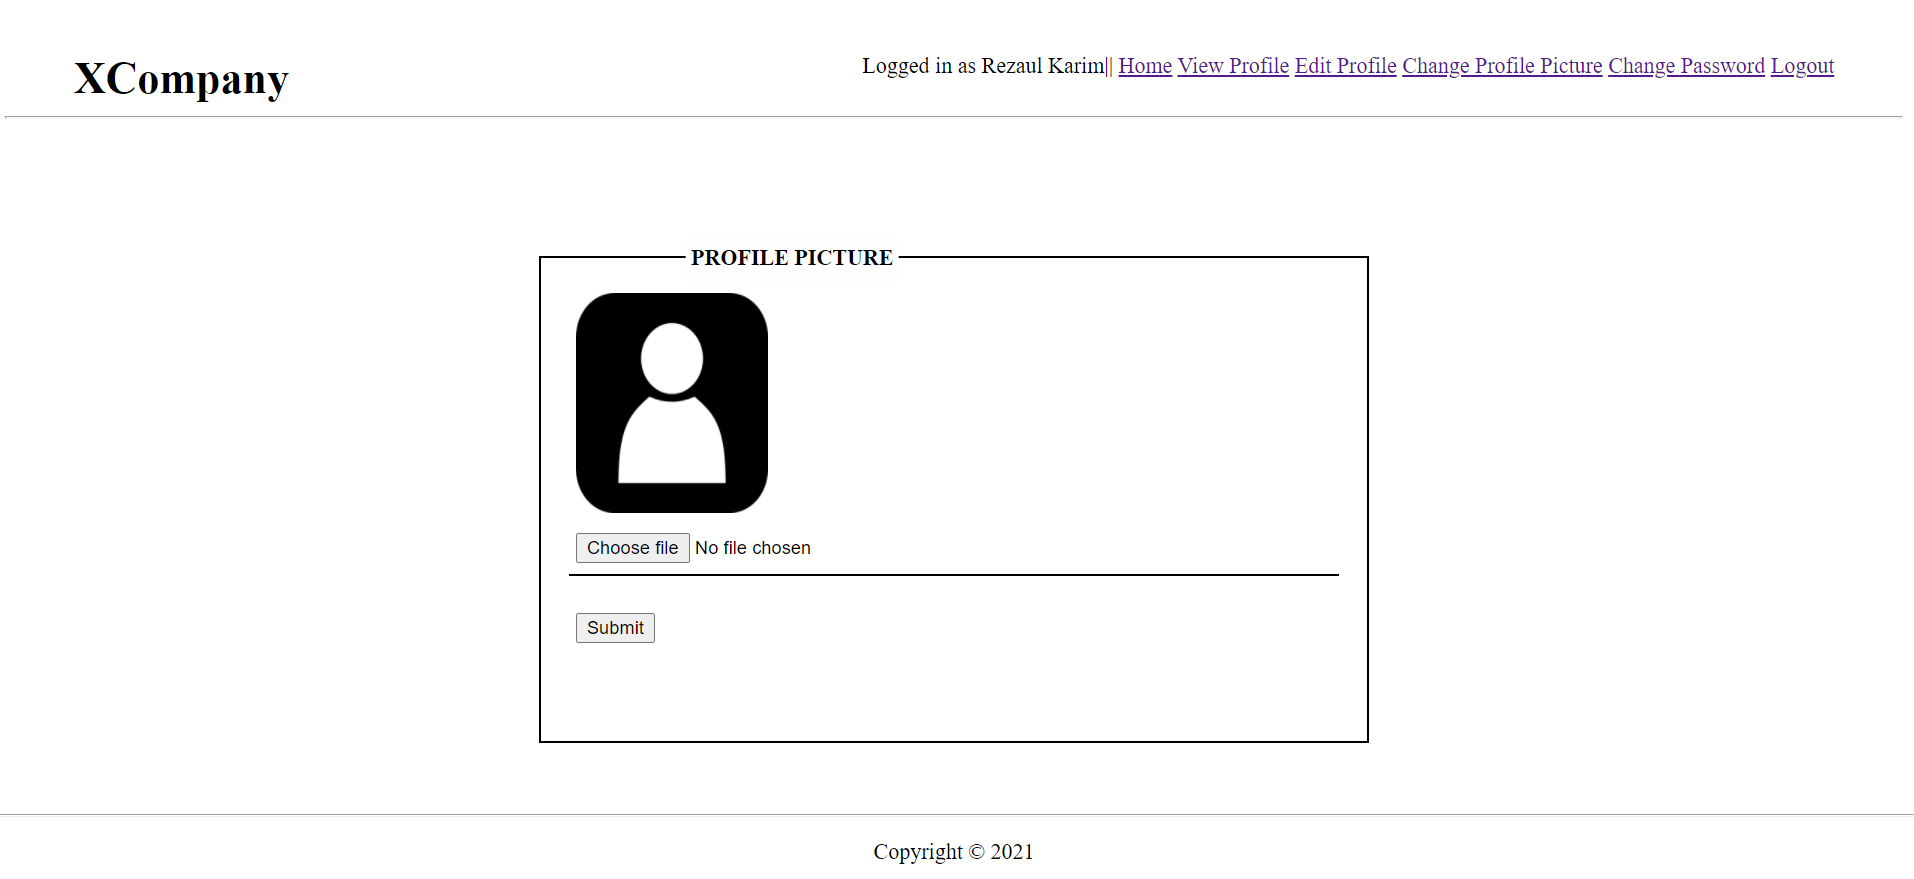 XCompany
Logged in as Rezaul Karim|| Home View Profile Edit Profile Change Profile Picture Change Password Logout
PROFILE PICTURE
Choose file No file chosen
Submit
Copyright © 2021